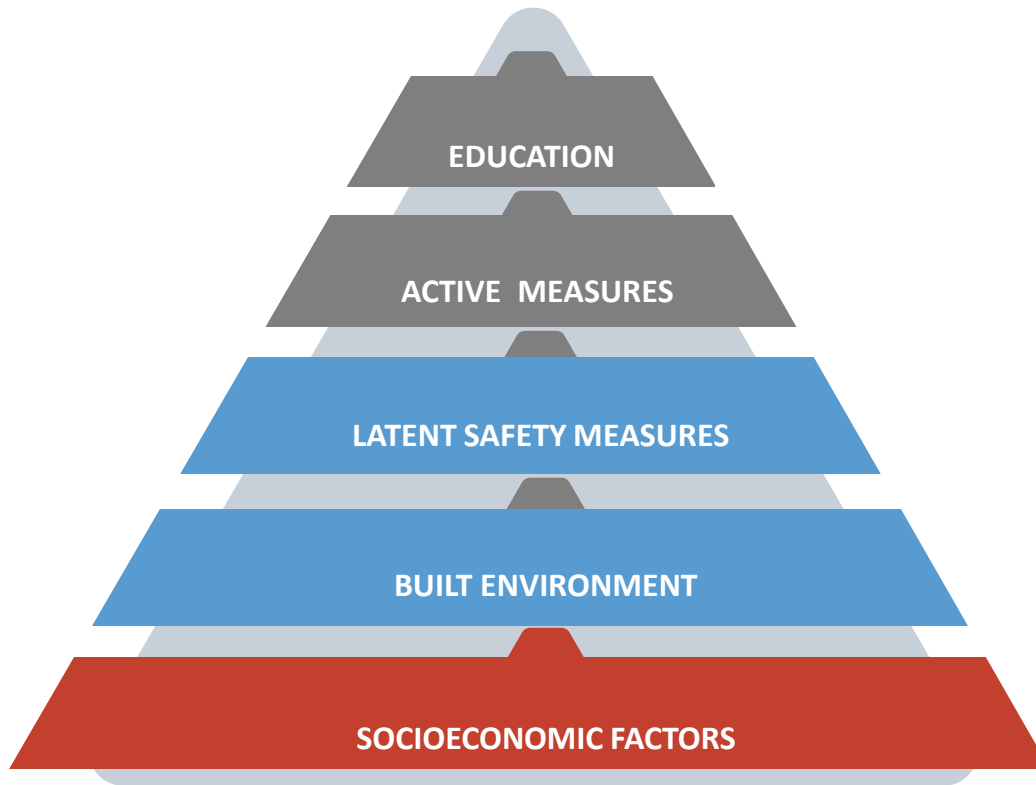 EDUCATION
ACTIVE  MEASURES
LATENT SAFETY MEASURES
BUILT ENVIRONMENT
SOCIOECONOMIC FACTORS